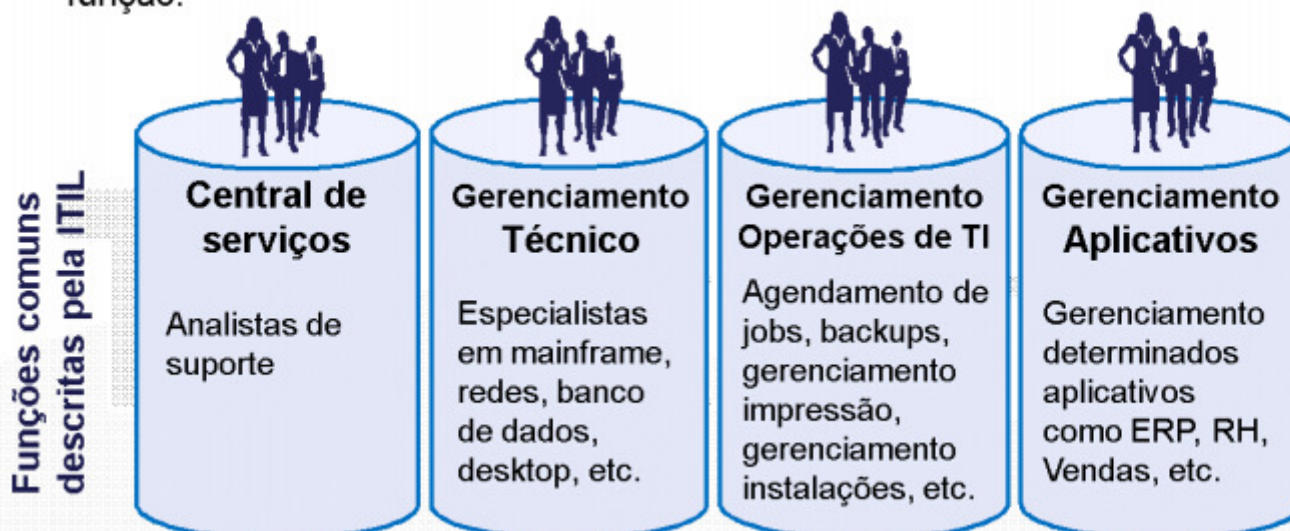 função.
Funções comuns
descritas pela ITIL
Central de
serviços
Analistas de
suporte
Gerenciamento
Técnico
Especialistas
em mainframe,
redes, banco
de dados,
desktop, etc.
Gerenciamento
Operações de TI
Agendamento de
jobs, backups,
gerenciamento
impressão,
gerenciamento
instalações, etc.
Gerenciamento
Aplicativos
Gerenciamento
determinados
aplicativos
como ERP, RH,
Vendas, etc.